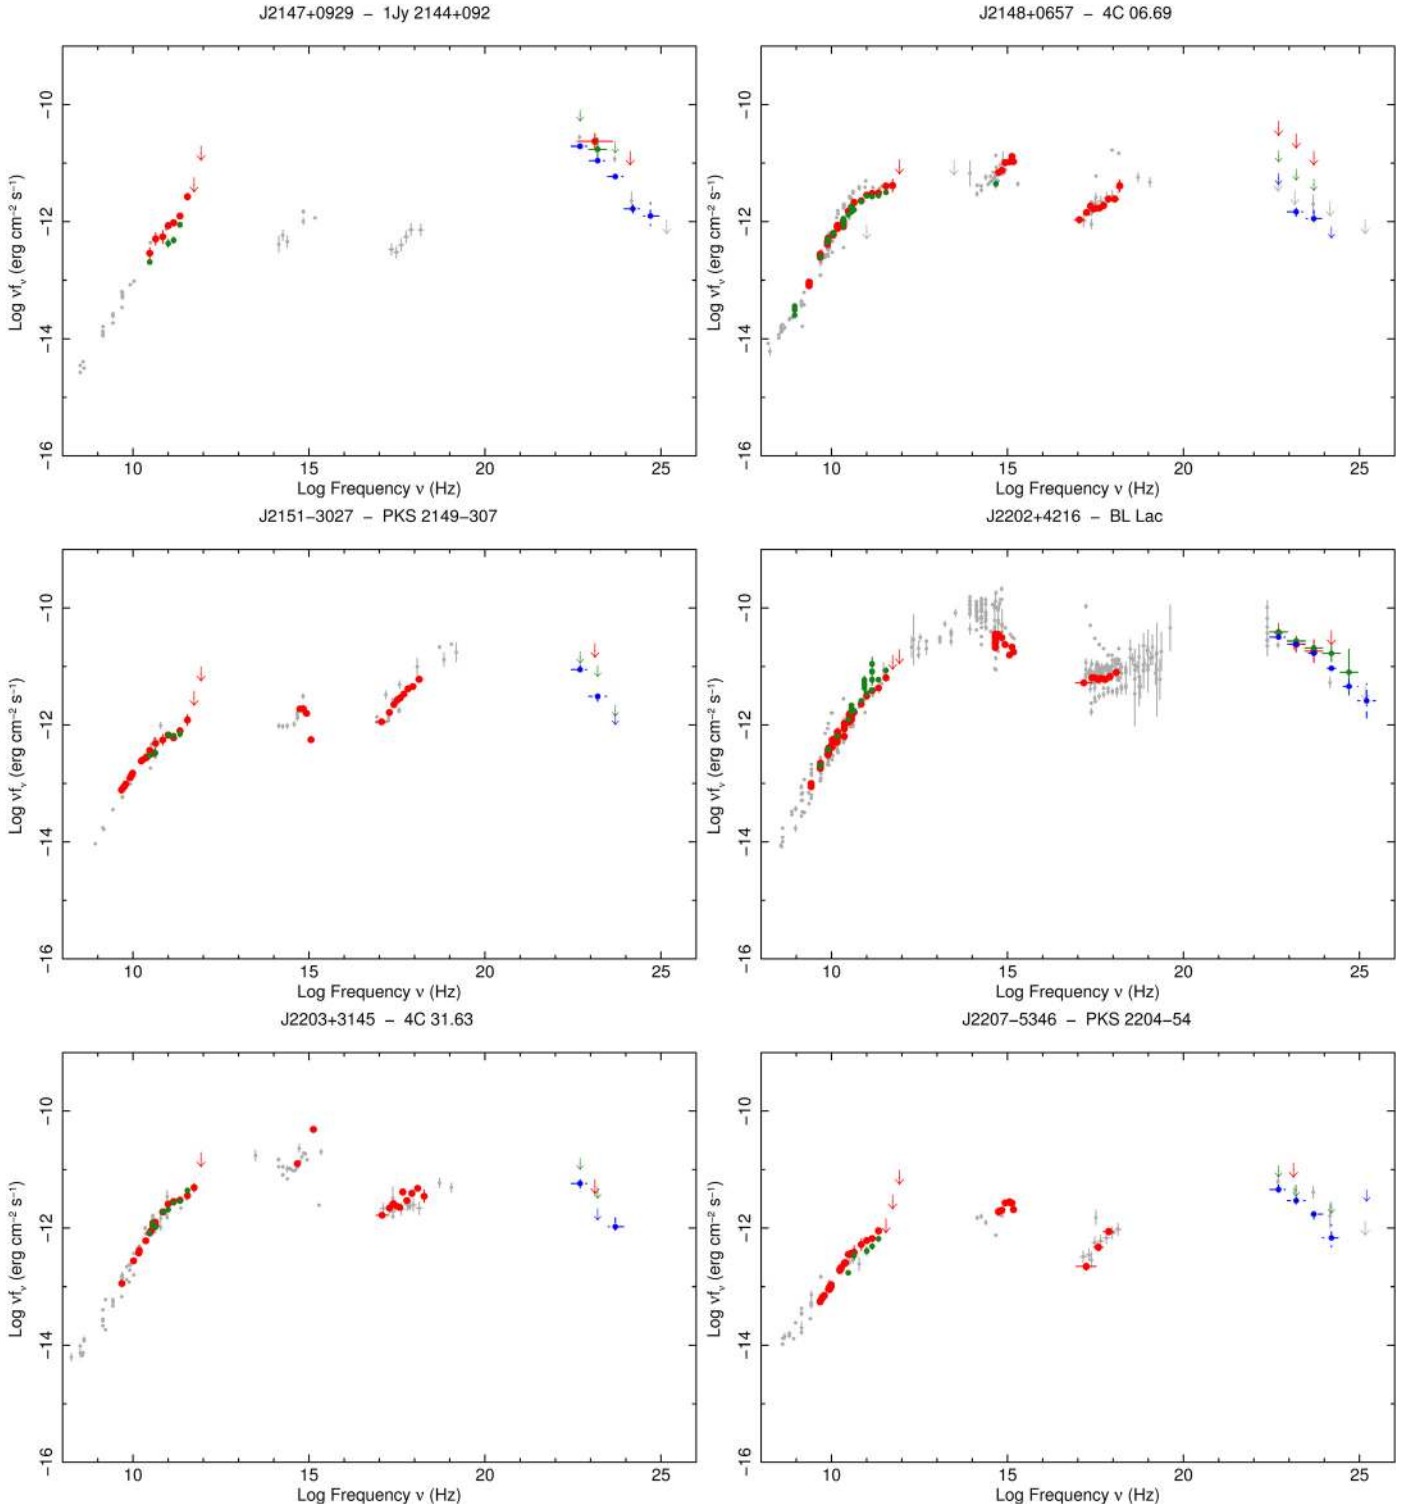 J2147+0929 − 1Jy 2144+092
J2148+0657 − 4C 06.69
Log νfν (erg cm−2 s−1)
−10
−12
−14
−16
10 15 20 25
Log Frequency ν (Hz)
Log νfν (erg cm−2 s−1)
−10
−12
−14
−16
10 15 20 25
Log Frequency ν (Hz)
J2151−3027 − PKS 2149−307
J2202+4216 − BL Lac
Log νfν (erg cm−2 s−1)
−10
−12
−14
−16
10 15 20 25
Log Frequency ν (Hz)
Log νfν (erg cm−2 s−1)
−10
−12
−14
−16
10 15 20 25
Log Frequency ν (Hz)
J2203+3145 − 4C 31.63
J2207−5346 − PKS 2204−54
Log νfν (erg cm−2 s−1)
−10
−12
−14
−16
10 15 20 25
Log Frequency ν (Hz)
Log νfν (erg cm−2 s−1)
−10
−12
−14
−16
10 15 20 25
Log Frequency ν (Hz)